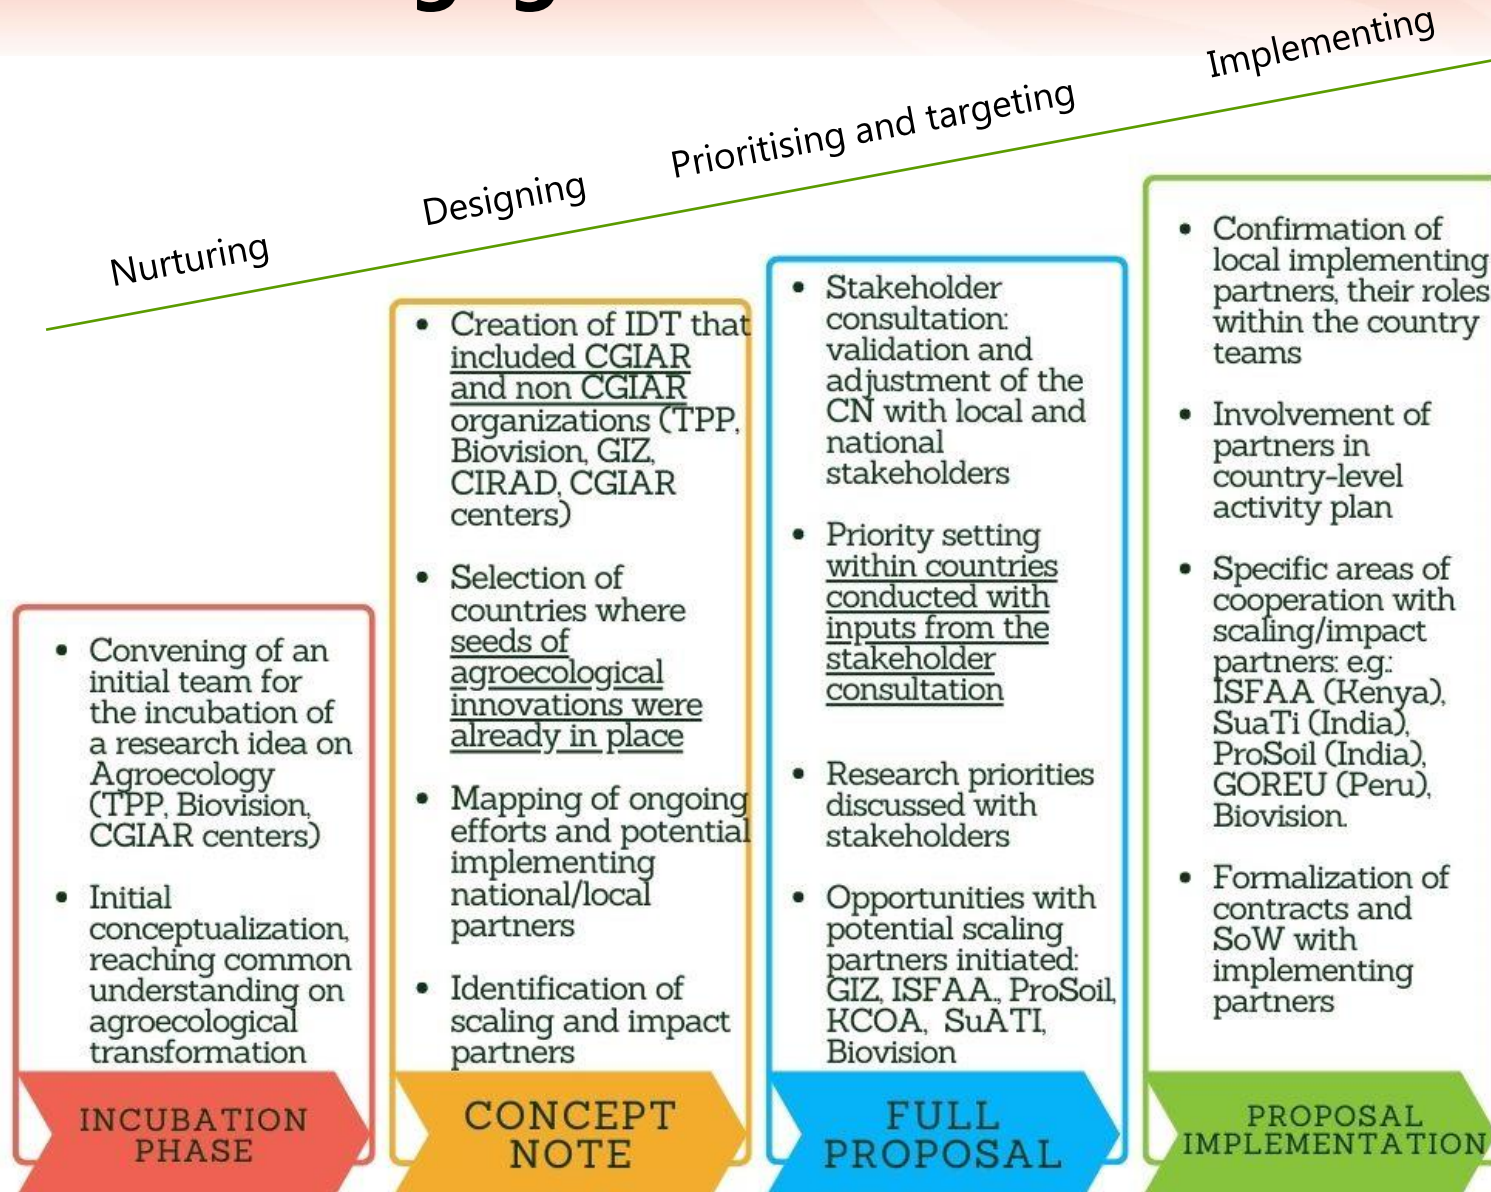 Nurturing
Designing
Prioritising and targeting
Implementing
• Convening of an
initial team for
the incubation of
a research idea on
Agroecology
(TPP, Biovision,
CGIAR centers)
• Initial
conceptualization,
reaching common
understanding on
agroecological
transformation
INCUBATION
PHASE
• Creation of IDT that
included CGIAR
and non CGIAR
organizations (TPP,
Biovision, GIZ,
CIRAD, CGIAR
centers)
• Selection of
countries where
seeds of
agroecological
innovations were
already in place
• Mapping of ongoing
efforts and potential
implementing
national/local
partners
• Identification of
scaling and impact
partners
CONCEPT
NOTE
• Stakeholder
consultation:
validation and
adjustment of the
CN with local and
national
stakeholders
• Priority setting
within countries
conducted with
inputs from the
stakeholder
consultation
• Research priorities
discussed with
stakeholders
• Opportunities with
potential scaling
partners initiated:
GIZ, ISFAA., ProSoil,
KCOA, SuATI,
Biovision
FULL
PROPOSAL
• Confirmation of
local implementing
partners, their roles
within the country
teams
• Involvement of
partners in
country-level
activity plan
• Specific areas of
cooperation with
scaling/impact
partners: e.g.:
ISFAA (Kenya),
SuaTi (India),
ProSoil (India),
GOREU (Peru),
Biovision.
• Formalization of
contracts and
SoW with
implementing
partners
PROPOSAL
IMPLEMENTATION